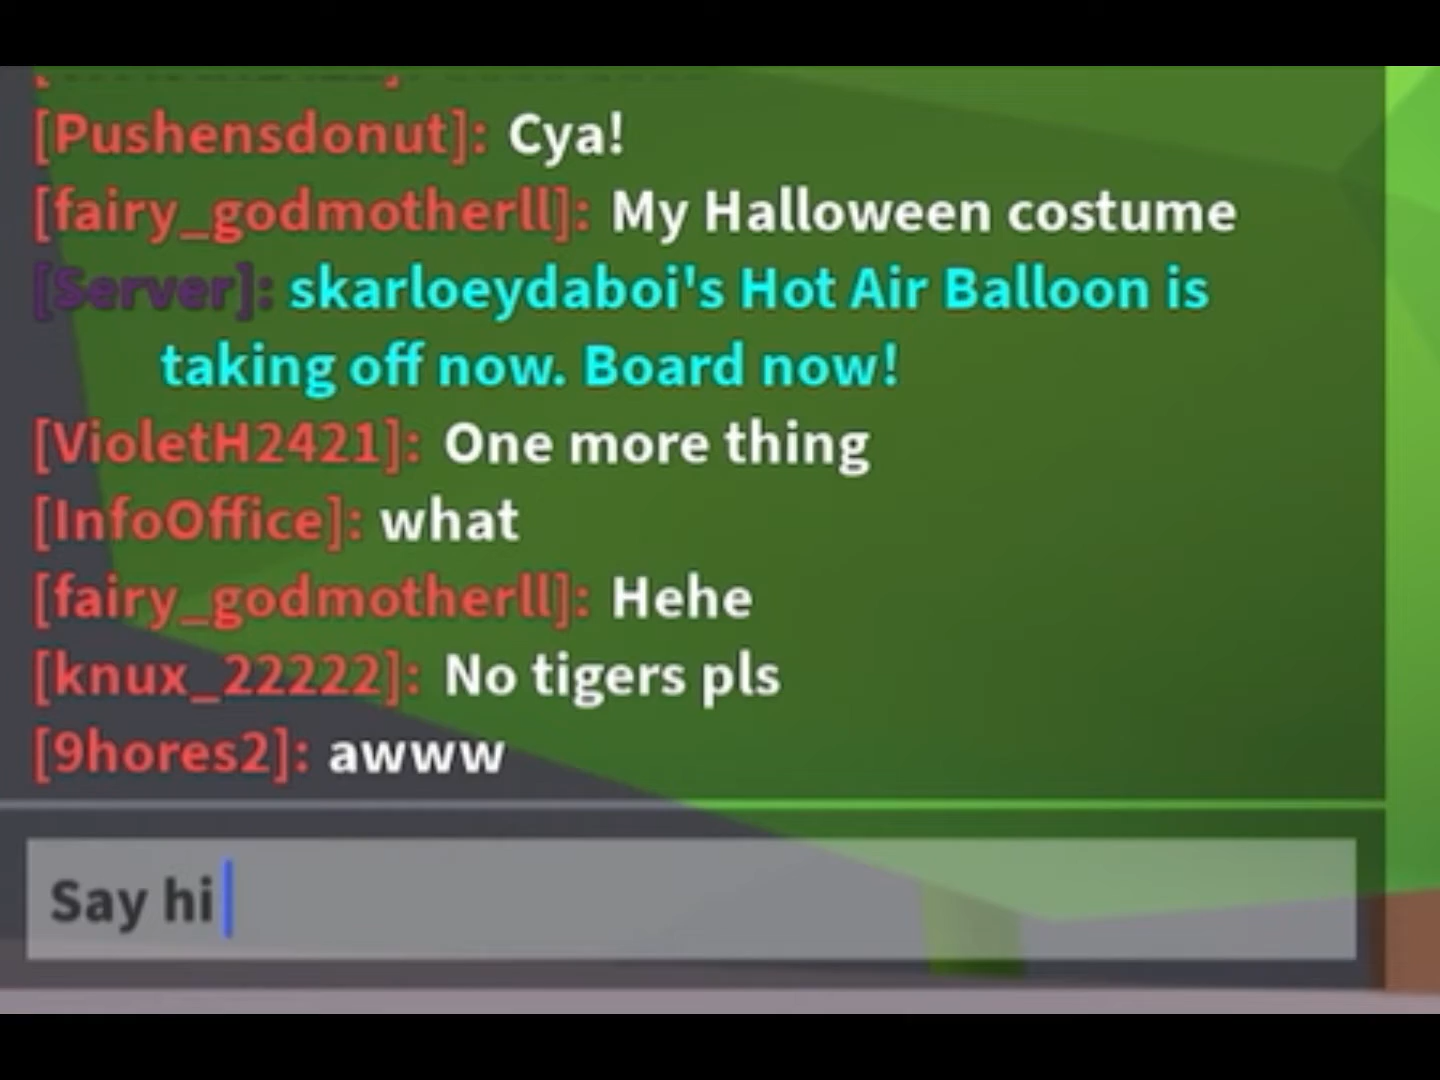 [Pushensdonut]: Cya!
[fairy_godmotherll]: My Halloween costume
[Server]: skarloeydaboi's Hot Air Balloon is
taking off now. Board now!
[VioletH2421]: One more thing
[InfoOffice]: what
[fairy_godmotherll]: Hehe
[knux_22222]: No tigers pls
[9hores2]: awww
Say hi